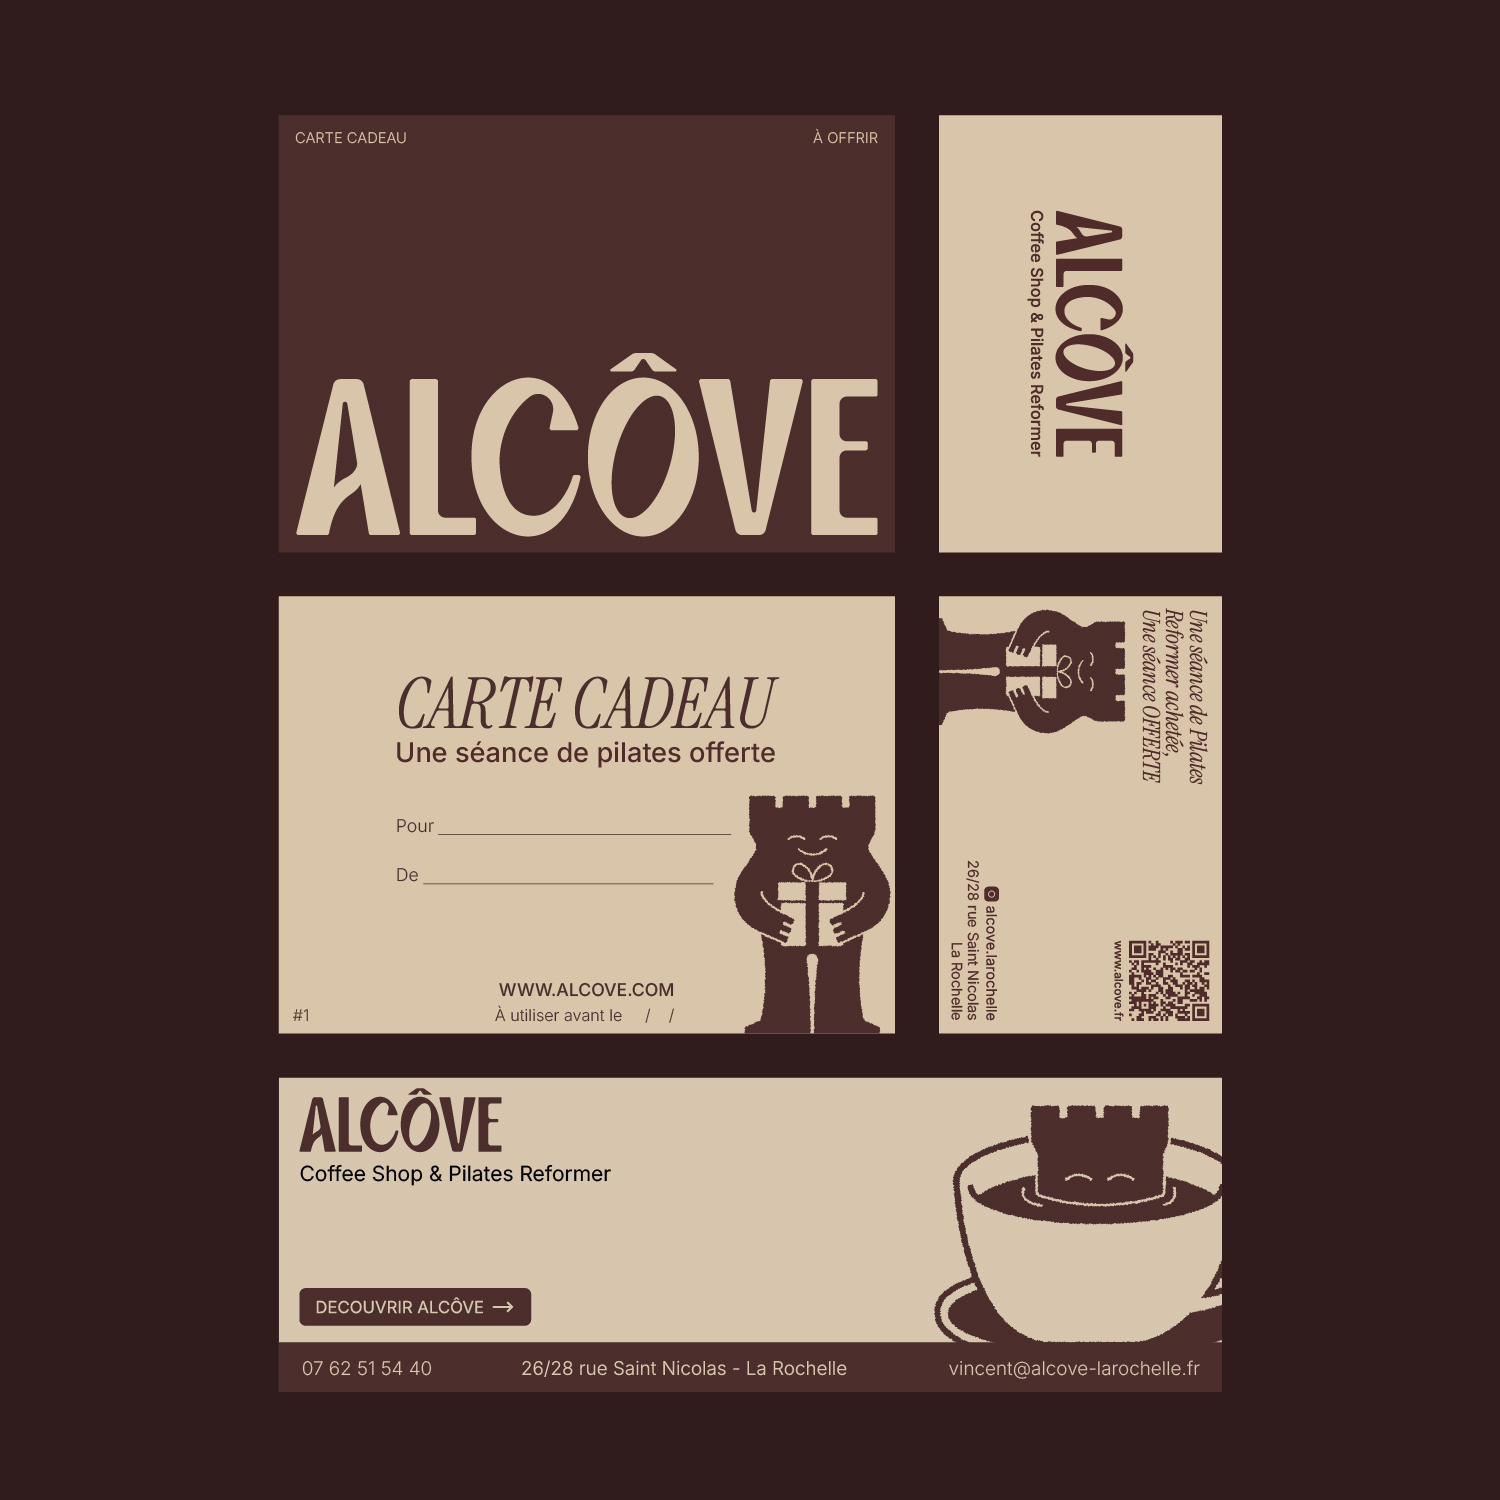 CARTE CADEAU
À OFFRIR
ALCÔVE
ALCÔVE
Coffee Shop & Pilates Reformer
CARTE CADEAU
Une séance de pilates offerte
Pour
De
WWW.ALCOVE.COM
À utiliser avant le / /
#1
Une séance de Pilates
Reformer achetée,
Une séance OFFERTE
alcove.larochelle
26/28 rue Saint Nicolas
La Rochelle
www.alcove.fr
ALCÔVE
Coffee Shop & Pilates Reformer
DECOUVRIR ALCÔVE →
07 62 51 54 40
26/28 rue Saint Nicolas - La Rochelle
vincent@alcove-larochelle.fr